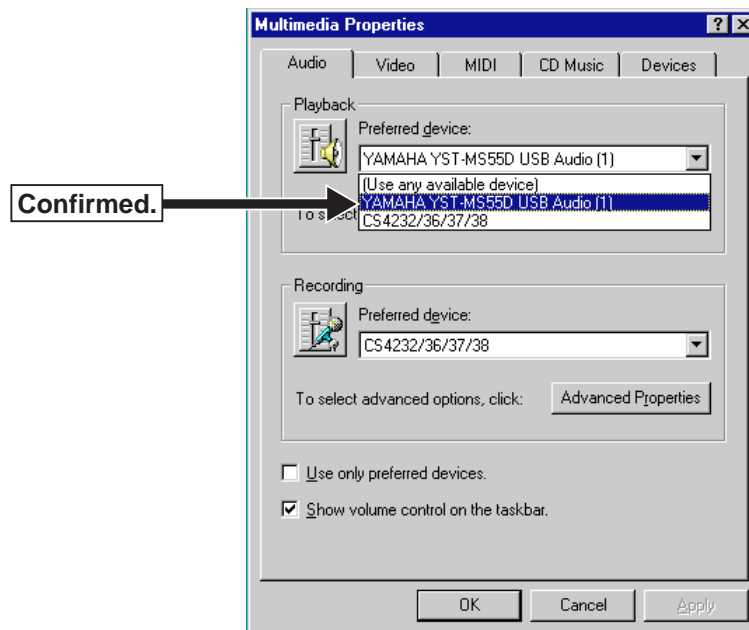 Multimedia Properties
Audio Video MIDI CD Music Devices
Playback
Preferred device:
YAMAHA YST-MS55D USB Audio (1)
(Use any available device)
YAMAHA YST-MS55D USB Audio (1)
Confirmed.
To select
CS4232/36/37/38
Recording
Preferred device:
CS4232/36/37/38
To select advanced options, click: Advanced Properties
Use only preferred devices.
Show volume control on the taskbar.
OK Cancel Apply